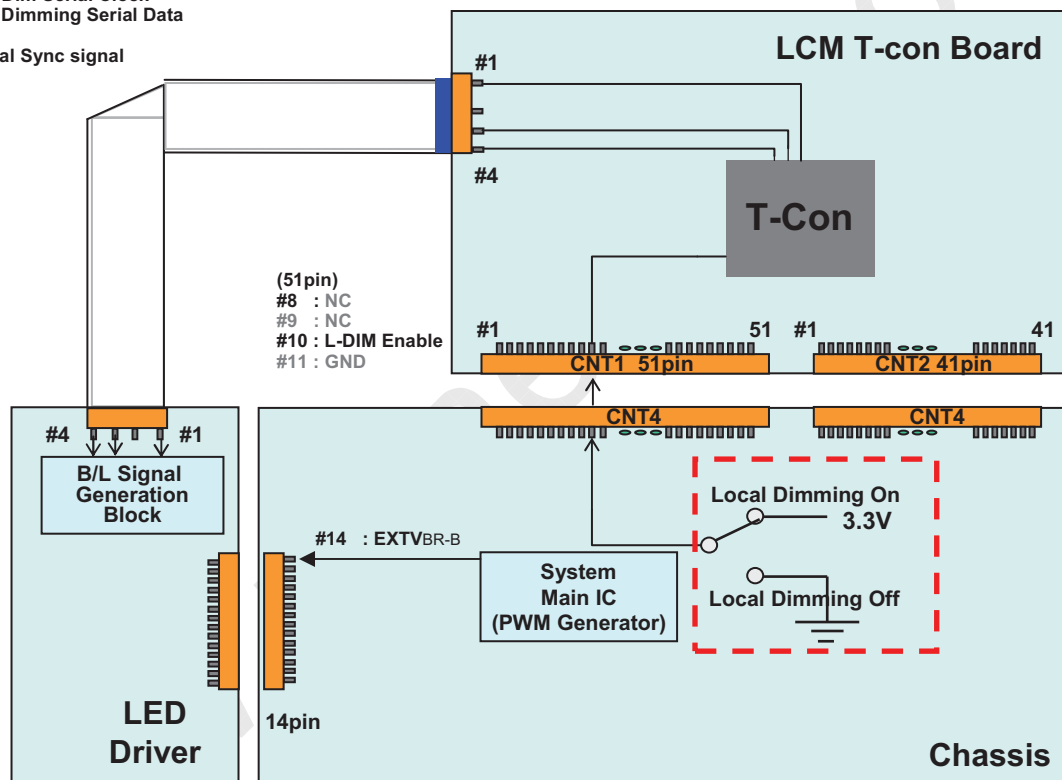 Dimming Serial Data
al Sync signal
LCM T-con Board
#1
#4
T-Con
(51pin)
#8 : NC
#9 : NC
#10 : L-DIM Enable
#11 : GND
#1
51
#1
41
CNT1 51pin
CNT2 41pin
CNT4
CNT4
#4
#1
B/L Signal
Generation
Block
Local Dimming On
3.3V
#14 : EXTVBR-B
System
Main IC
(PWM Generator)
Local Dimming Off
LED
Driver
14pin
Chassis